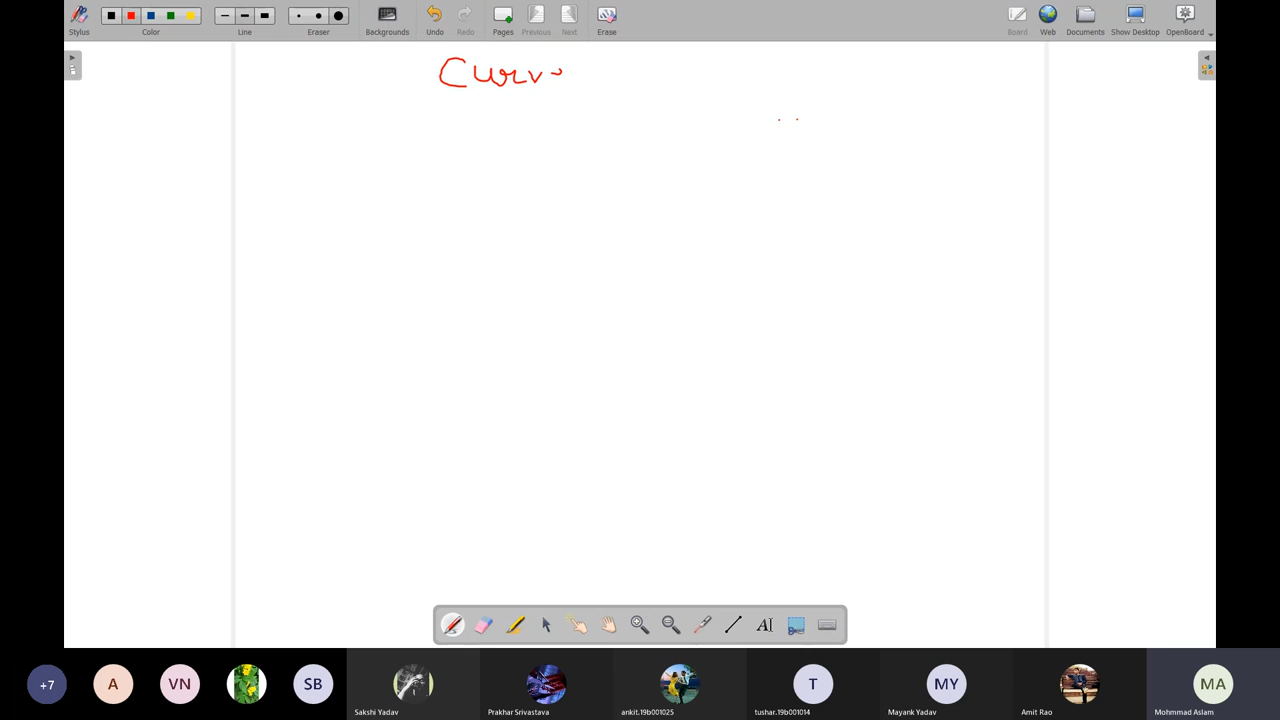 Stylus Color Line Eraser Backgrounds Undo Redo Pages Previous Next Erase Board Web Documents Show Desktop OpenBoard
Curv
+7 A VN SB T MY MA
Sakshi Yadav Prakhar Srivastava ankit.19b001025 tushar.19b001014 Mayank Yadav Amit Rao Mohmmad Aslam